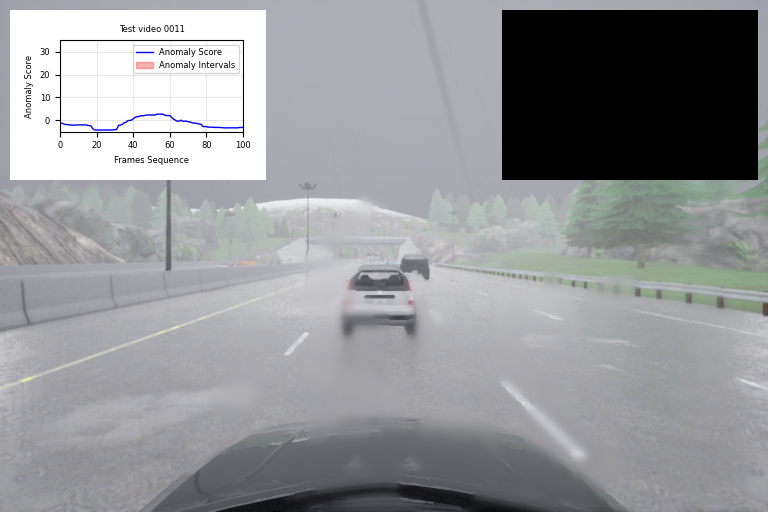 Test video 0011
Anomaly Score
Anomaly Intervals
Anomaly Score
30
20
10
0
0 20 40 60 80 100
Frames Sequence